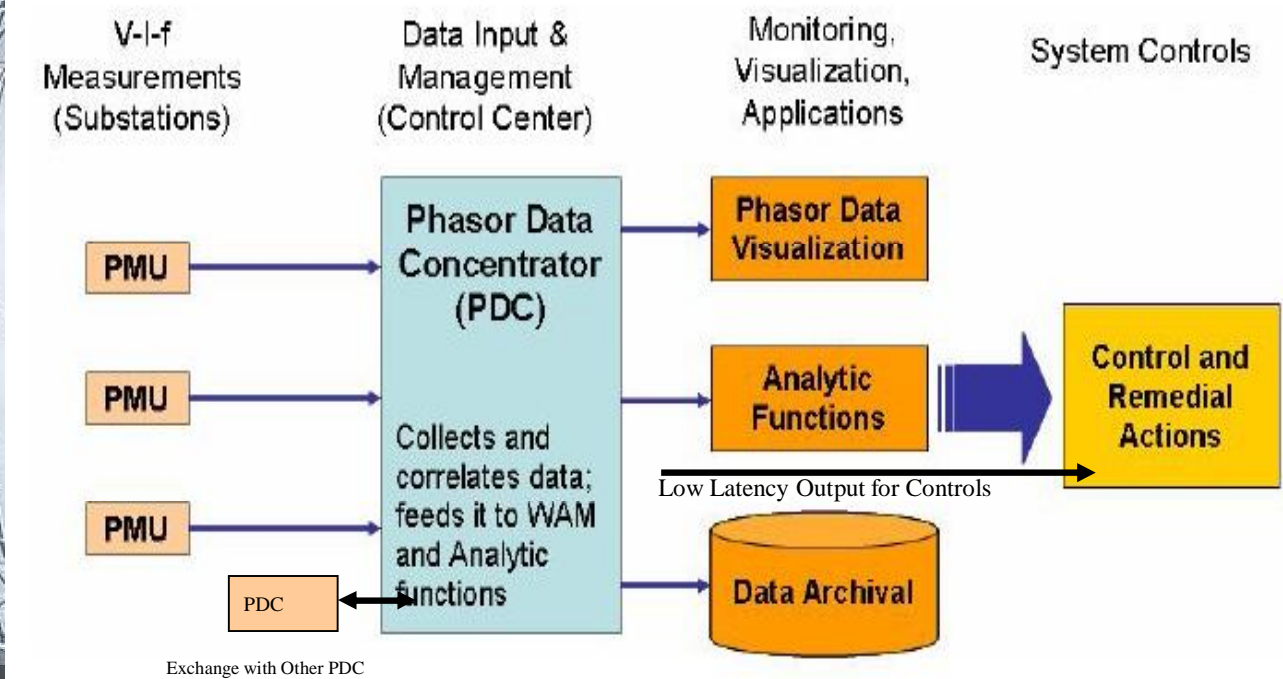 V-I-f
Measurements
(Substations)
Data Input &
Management
(Control Center)
Monitoring,
Visualization,
Applications
System Controls
PMU
PMU
PMU
PDC
Exchange with Other PDC
Phasor Data
Concentrator
(PDC)
Collects and
correlates data;
feeds it to WAM
and Analytic
functions
Phasor Data
Visualization
Analytic
Functions
Low Latency Output for Controls
Data Archival
Control and
Remedial
Actions